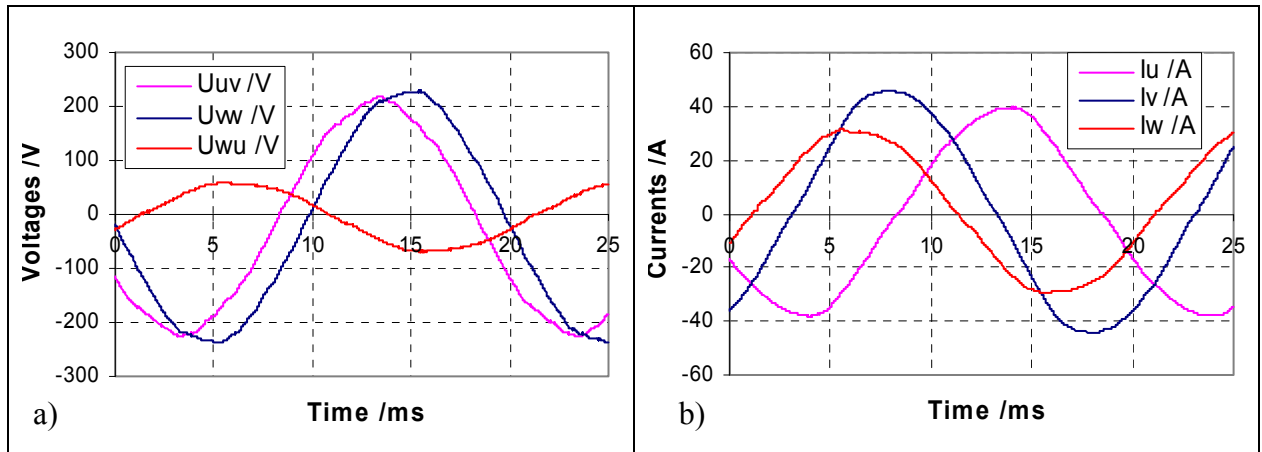 300
200
100
0
-100
-200
-300
Voltages /V
Uuv /V
Uvw /V
Uwu /V
0 5 10 15 20 25
Time /ms
a)
60
40
20
0
-20
-40
-60
Currents /A
Iu /A
Iv /A
Iw /A
0 5 10 15 20 25
Time /ms
b)